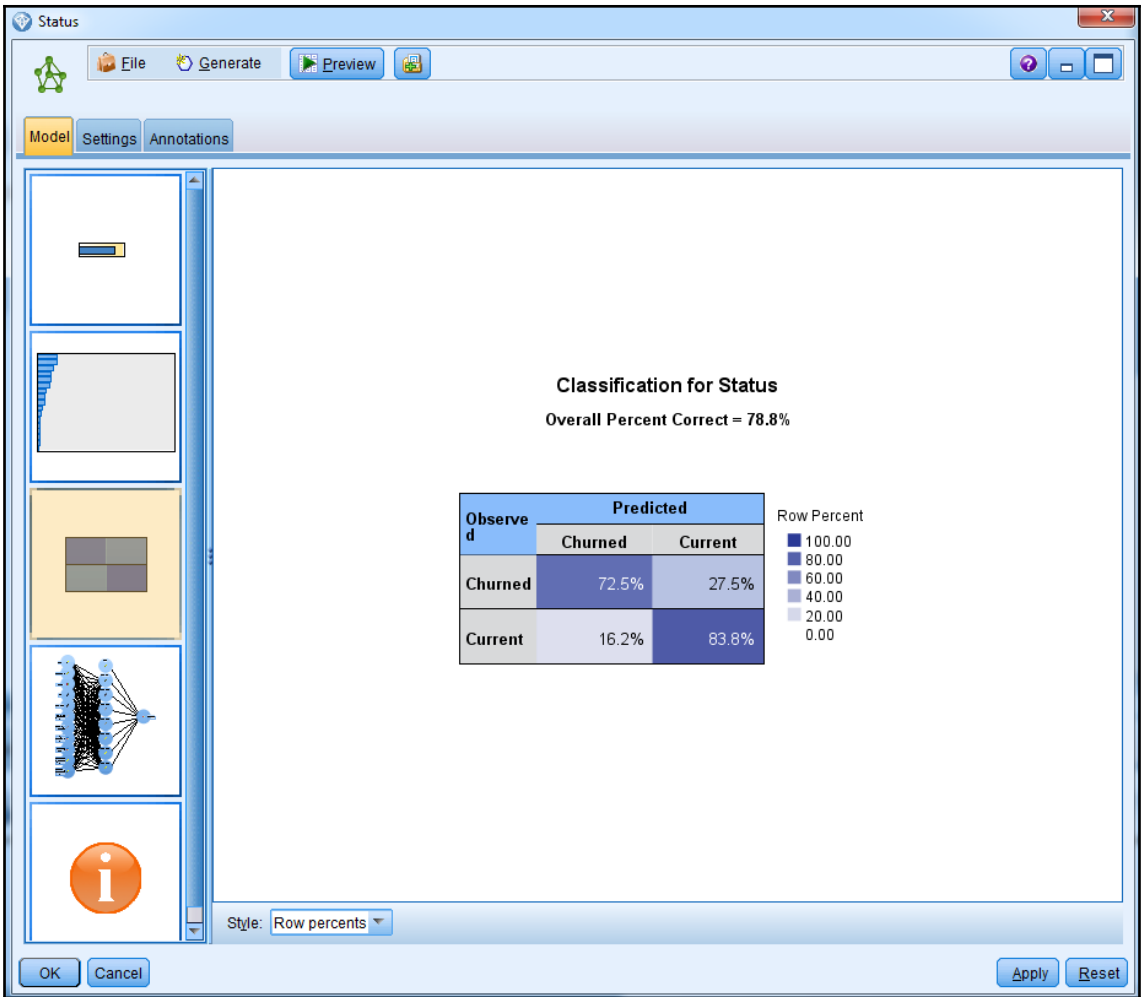 Status
File Generate Preview
Model Settings Annotations
Classification for Status
Overall Percent Correct = 78.8%
Observe
d
Predicted
Churned Current
Churned 72.5% 27.5%
Current 16.2% 83.8%
Row Percent
100.00
80.00
60.00
40.00
20.00
0.00
Style: Row percents
OK Cancel Apply Reset